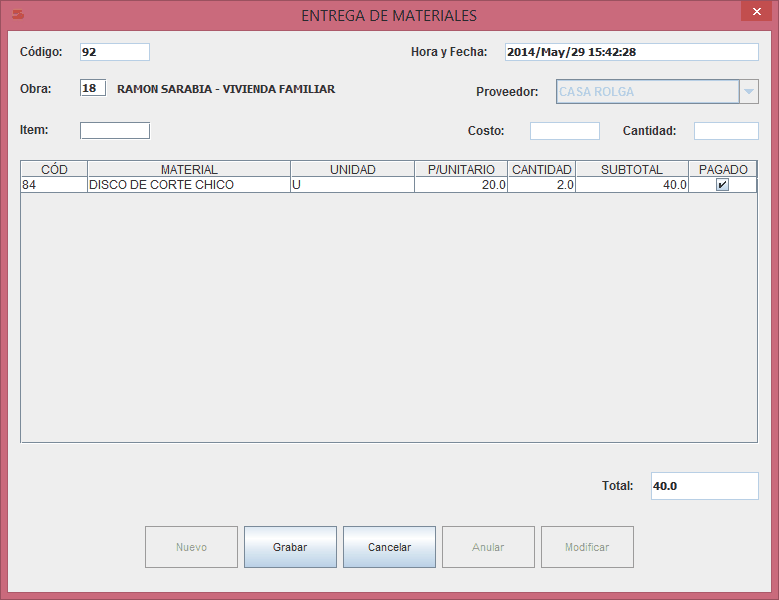 ENTREGA DE MATERIALES
Código: 92 Hora y Fecha: 2014/May/29 15:42:28
Obra: 18 RAMON SARABIA - VIVIENDA FAMILIAR Proveedor: CASA ROLGA
Item: Costo: Cantidad:
CÓD MATERIAL UNIDAD P/UNITARIO CANTIDAD SUBTOTAL PAGADO
84 DISCO DE CORTE CHICO U 20.0 2.0 40.0
Total: 40.0
Nuevo Grabar Cancelar Anular Modificar